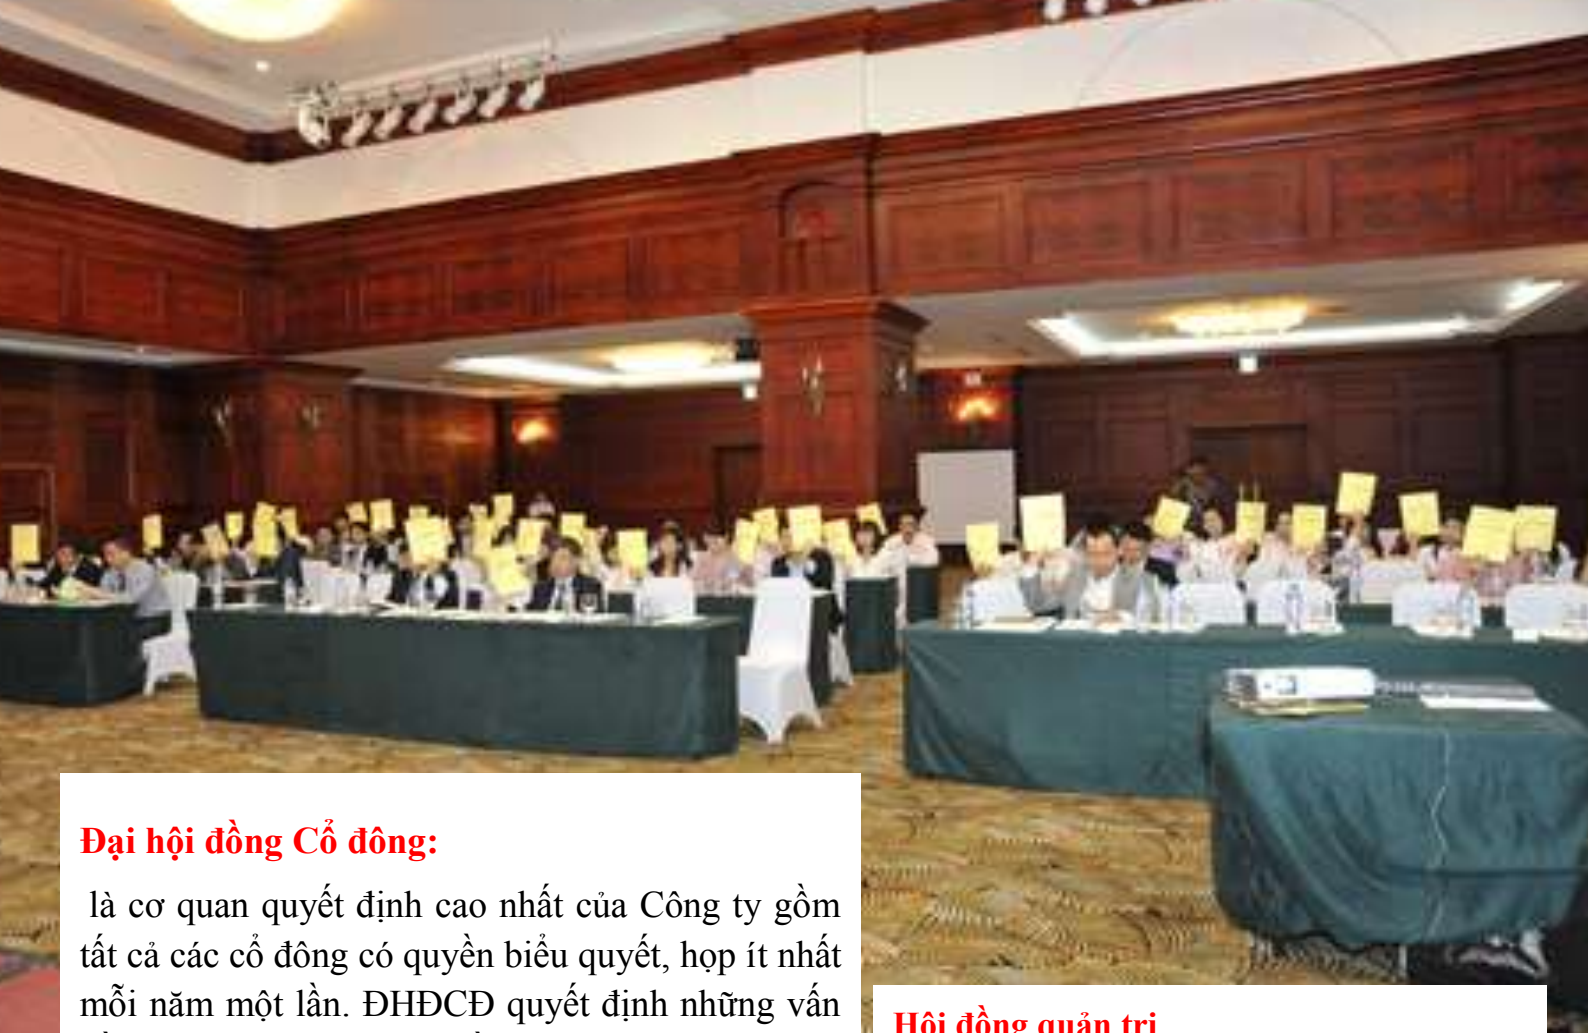 Đại hội đồng Cổ đông:
là cơ quan quyết định cao nhất của Công ty gồm
tất cả các cổ đông có quyền biểu quyết, họp ít nhất
mỗi năm một lần. ĐHĐCĐ quyết định những vấn
Hội đồng quản trị